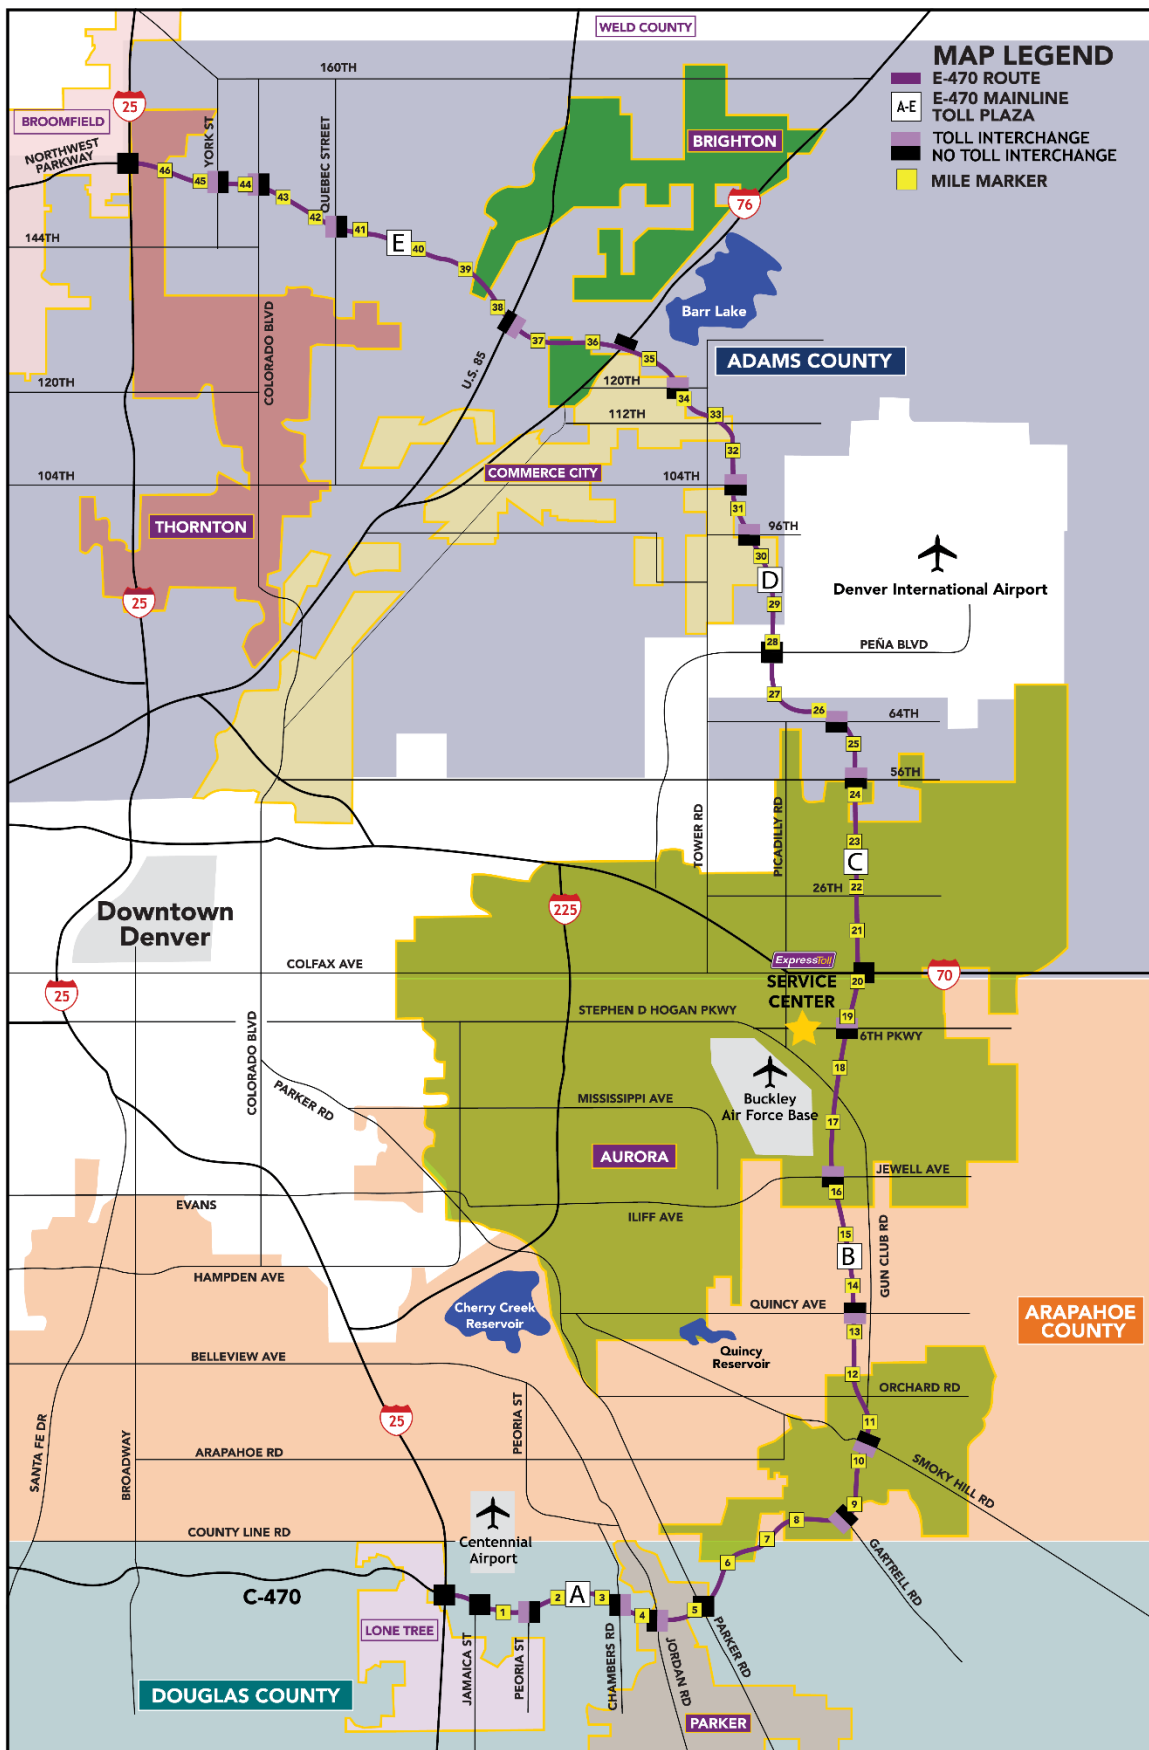 WELD COUNTY
MAP LEGEND
E-470 ROUTE
A-E
E-470 MAINLINE
TOLL PLAZA
TOLL INTERCHANGE
NO TOLL INTERCHANGE
MILE MARKER
160TH
25
BROOMFIELD
NORTHWEST
PARKWAY
YORK ST
QUEBEC STREET
BRIGHTON
76
46
45
44
43
42
41
E
40
39
38
144TH
COLORADO BLVD
Barr Lake
U.S. 85
37
36
35
ADAMS COUNTY
120TH
120TH
34
33
112TH
32
COMMERCE CITY
104TH
104TH
31
THORNTON
96TH
30
D
29
Denver International Airport
25
28
PEÑA BLVD
27
26
64TH
25
56TH
24
TOWER RD
PICADILLY RD
23
C
22
26TH
21
225
Downtown
Denver
ExpressToll
SERVICE
CENTER
COLFAX AVE
20
70
25
STEPHEN D HOGAN PKWY
19
6TH PKWY
COLORADO BLVD
PARKER RD
18
Buckley
Air Force Base
MISSISSIPPI AVE
17
AURORA
JEWELL AVE
16
EVANS
ILIFF AVE
GUN CLUB RD
15
B
14
HAMPDEN AVE
Cherry Creek
Reservoir
QUINCY AVE
13
ARAPAHOE
COUNTY
Quincy
Reservoir
BELLEVIEW AVE
12
ORCHARD RD
PEORIA ST
25
11
SANTA FE DR
BROADWAY
ARAPAHOE RD
10
SMOKY HILL RD
9
8
7
6
GARTRELL RD
COUNTY LINE RD
Centennial
Airport
C-470
1
2
A
3
4
5
LONE TREE
JAMAICA ST
PEORIA ST
CHAMBERS RD
JORDAN RD
PARKER RD
DOUGLAS COUNTY
PARKER